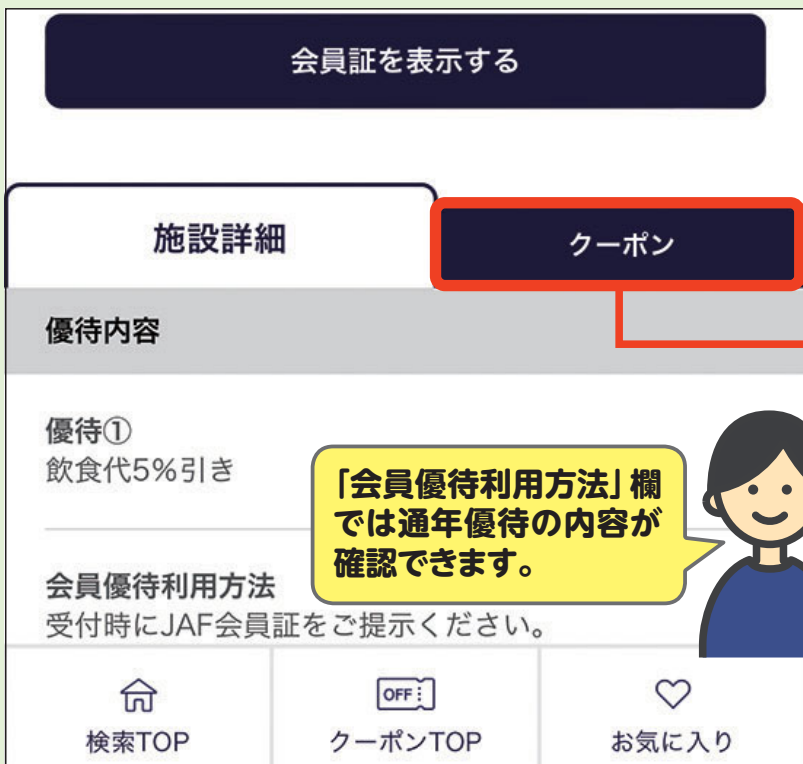 会員証を表示する
施設詳細
クーポン
優待内容
優待①
飲食代5%引き
「会員優待利用方法」欄
では通年優待の内容が
確認できます。
会員優待利用方法
受付時にJAF会員証をご提示ください。
OFF
検索TOP
クーポンTOP
お気に入り